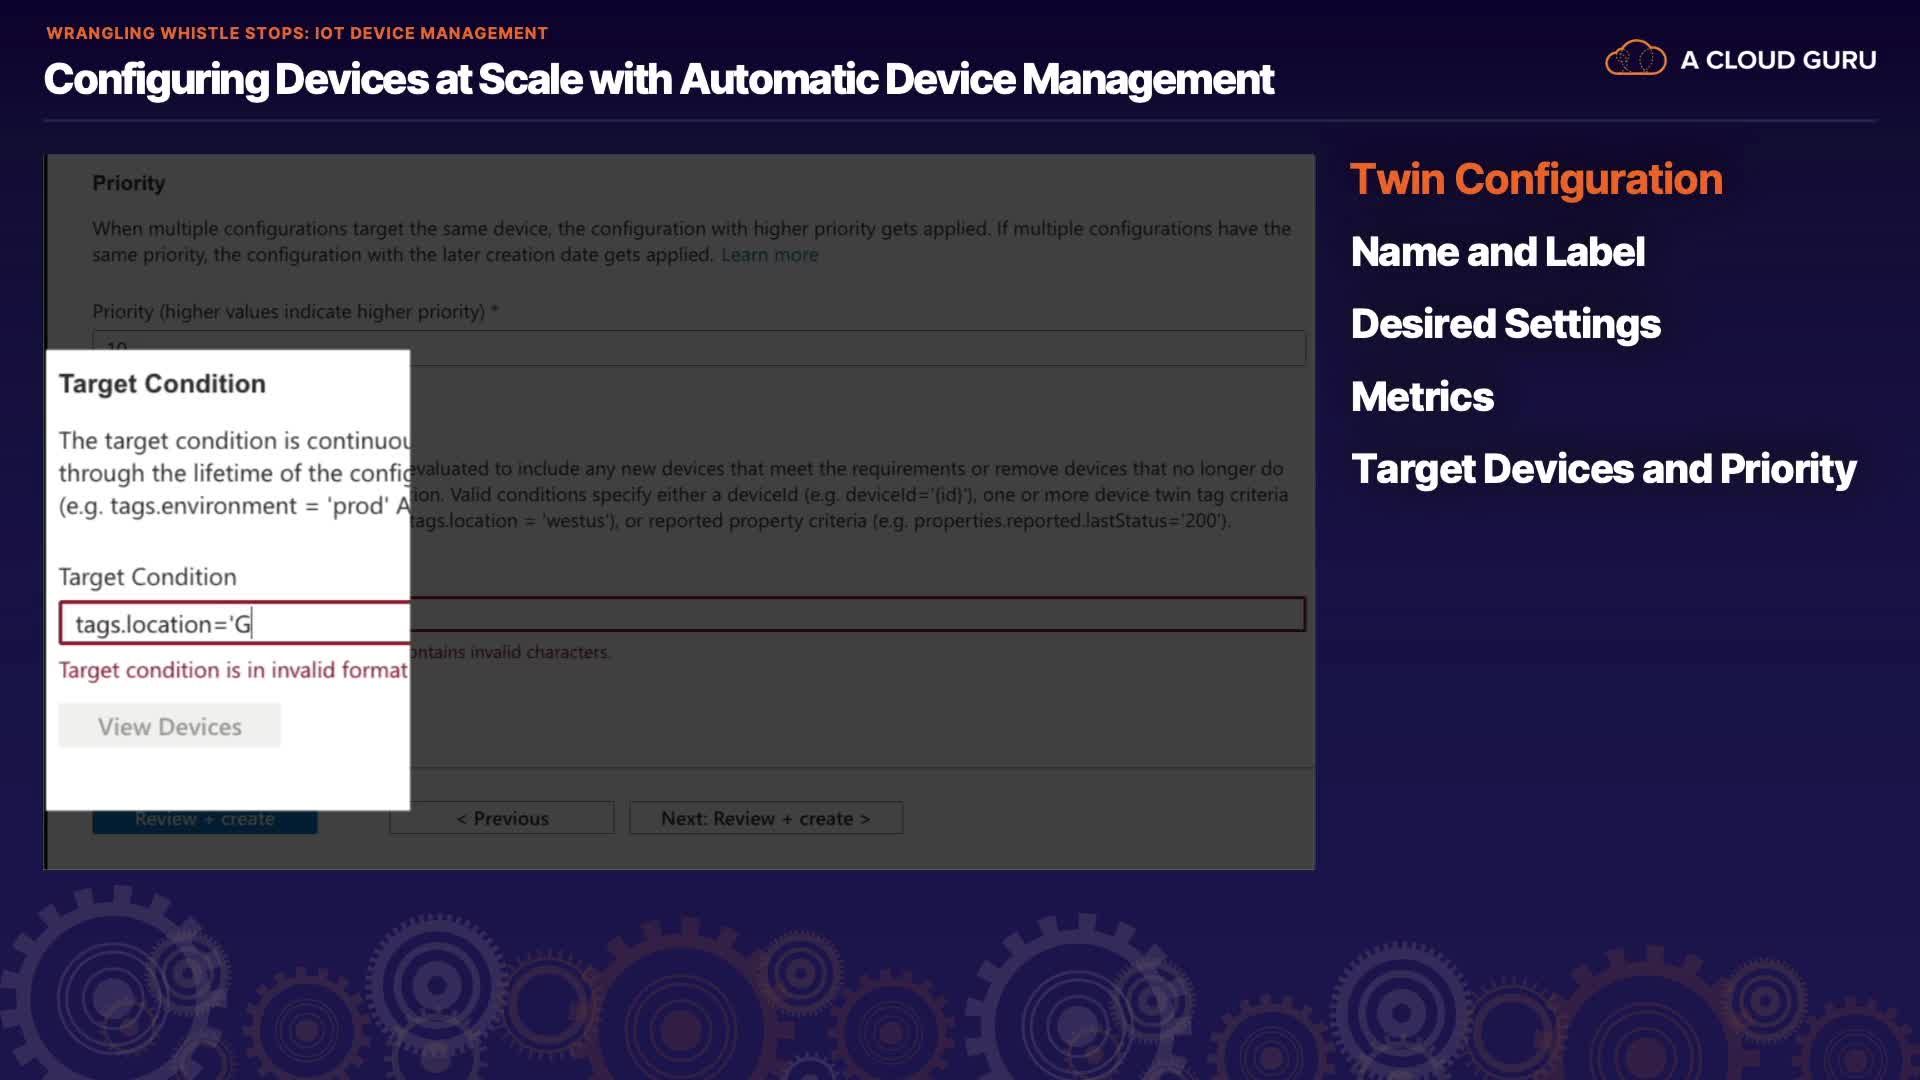 WRANGLING WHISTLE STOPS: IOT DEVICE MANAGEMENT
Configuring Devices at Scale with Automatic Device Management
A CLOUD GURU
Priority
When multiple configurations target the same device, the configuration with higher priority gets applied. If multiple configurations have the
same priority, the configuration with the later creation date gets applied. Learn more
Priority (higher values indicate higher priority) *
10
Target Condition
The target condition is continuou
through the lifetime of the config
(e.g. tags.environment = 'prod' A
evaluated to include any new devices that meet the requirements or remove devices that no longer do
ion. Valid conditions specify either a deviceId (e.g. deviceId='{id}'), one or more device twin tag criteria
tags.location = 'westus'), or reported property criteria (e.g. properties.reported.lastStatus='200').
Target Condition
tags.location='G
Target condition is in invalid format
ontains invalid characters.
View Devices
Review + create
< Previous
Next: Review + create >
Twin Configuration
Name and Label
Desired Settings
Metrics
Target Devices and Priority